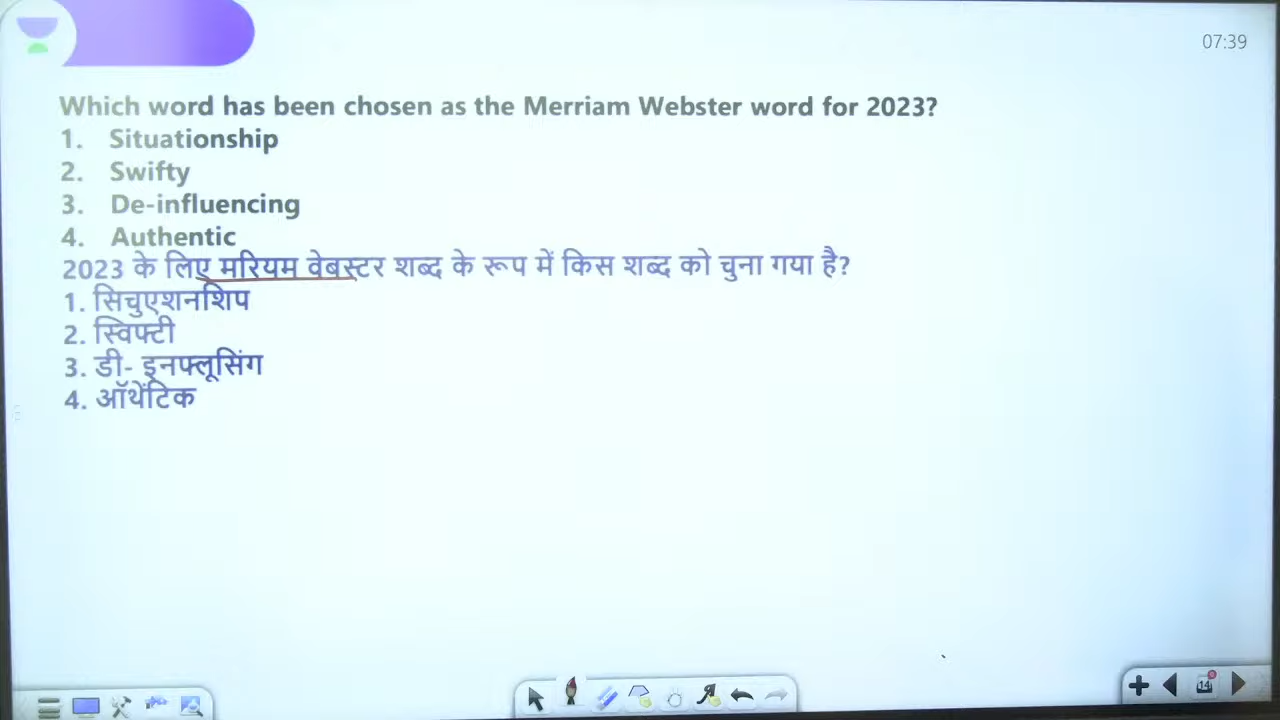 07:39
Which word has been chosen as the Merriam Webster word for 2023?
1. Situationship
2. Swifty
3. De-influencing
4. Authentic
2023 के लिए मरियम वेबस्टर शब्द के रूप में किस शब्द को चुना गया है?
1. सिचुएशनशिप
2. स्विफ्टी
3. डी- इनफ्लूसिंग
4. ऑथेंटिक
14